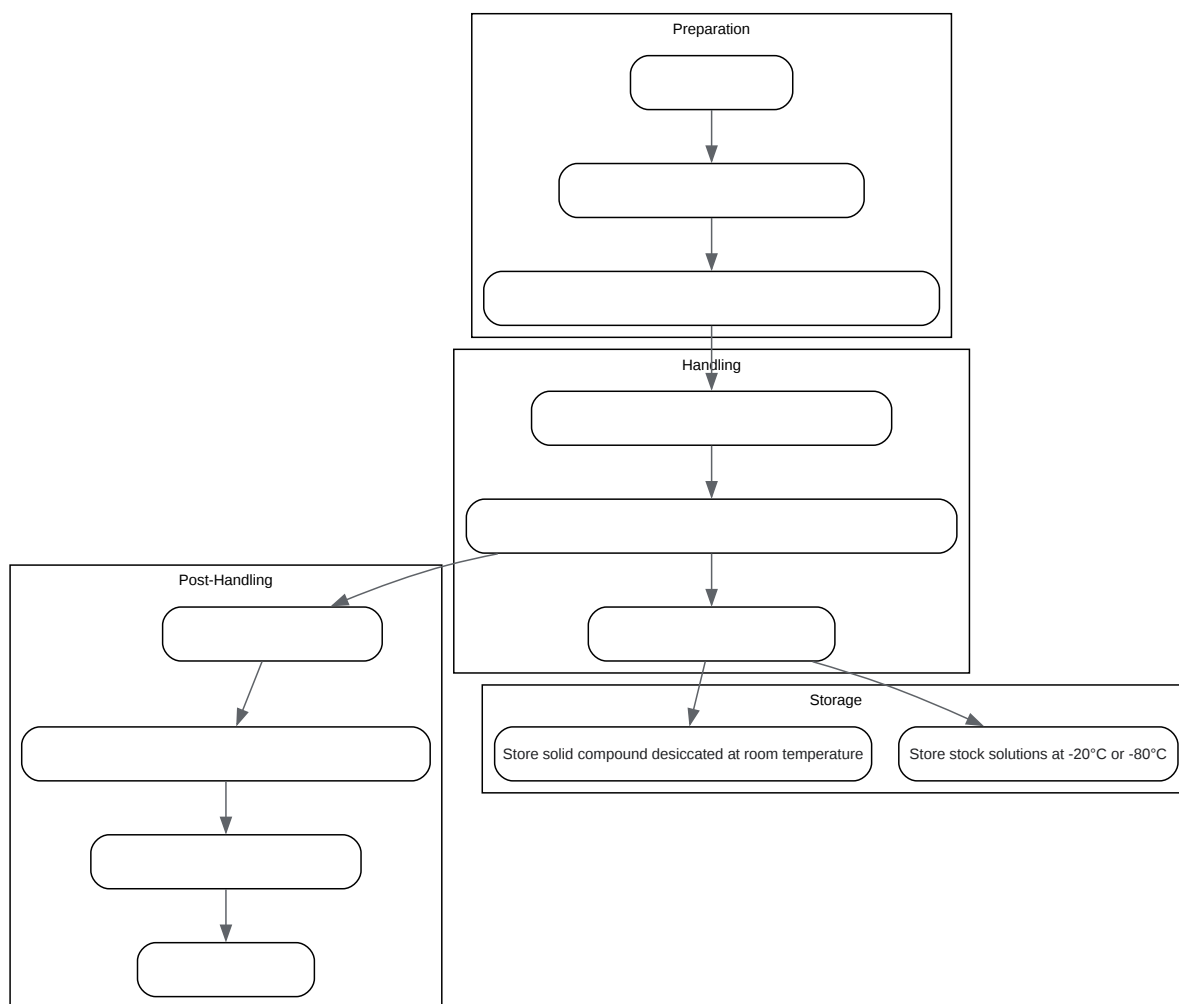 Preparation
Handling
Post-Handling
Storage
Store solid compound desiccated at room temperature
Store stock solutions at -20°C or -80°C